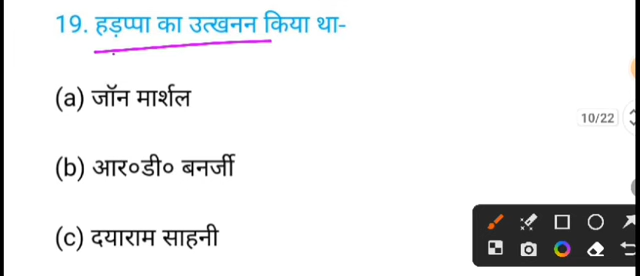 19. हड़प्पा का उत्खनन किया था-
(a) जॉन मार्शल
10/22
(b) आर०डी० बनर्जी
(c) दयाराम साहनी